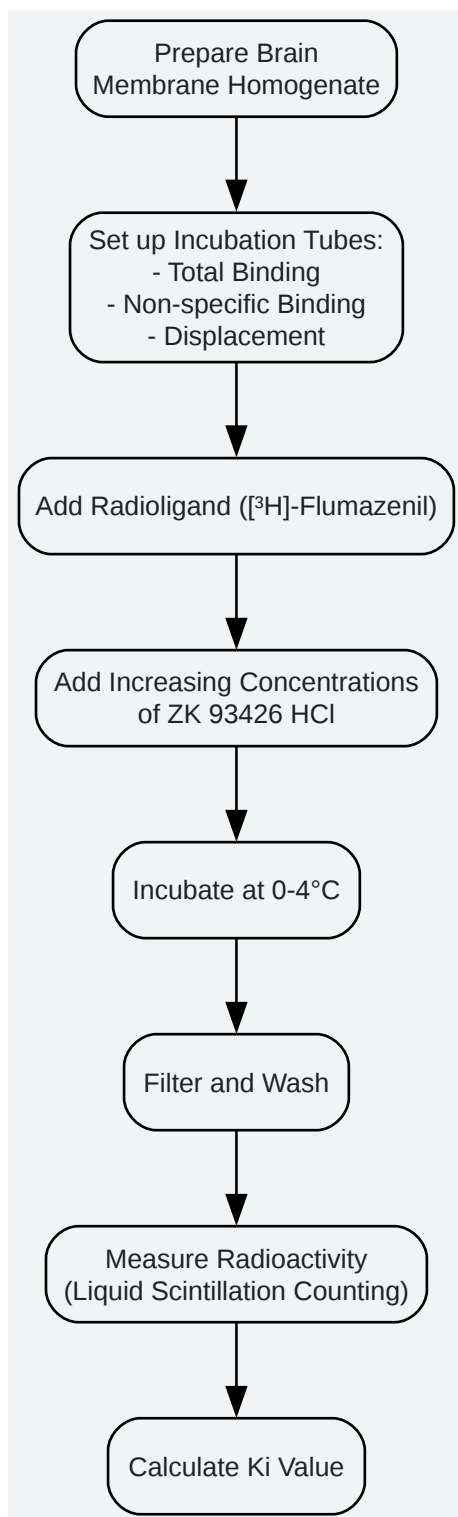 Prepare Brain
Membrane Homogenate
Set up Incubation Tubes:
- Total Binding
- Non-specific Binding
- Displacement
Add Radioligand ([³H]-Flumazenil)
Add Increasing Concentrations
of ZK 93426 HCl
Incubate at 0-4°C
Filter and Wash
Measure Radioactivity
(Liquid Scintillation Counting)
Calculate Ki Value